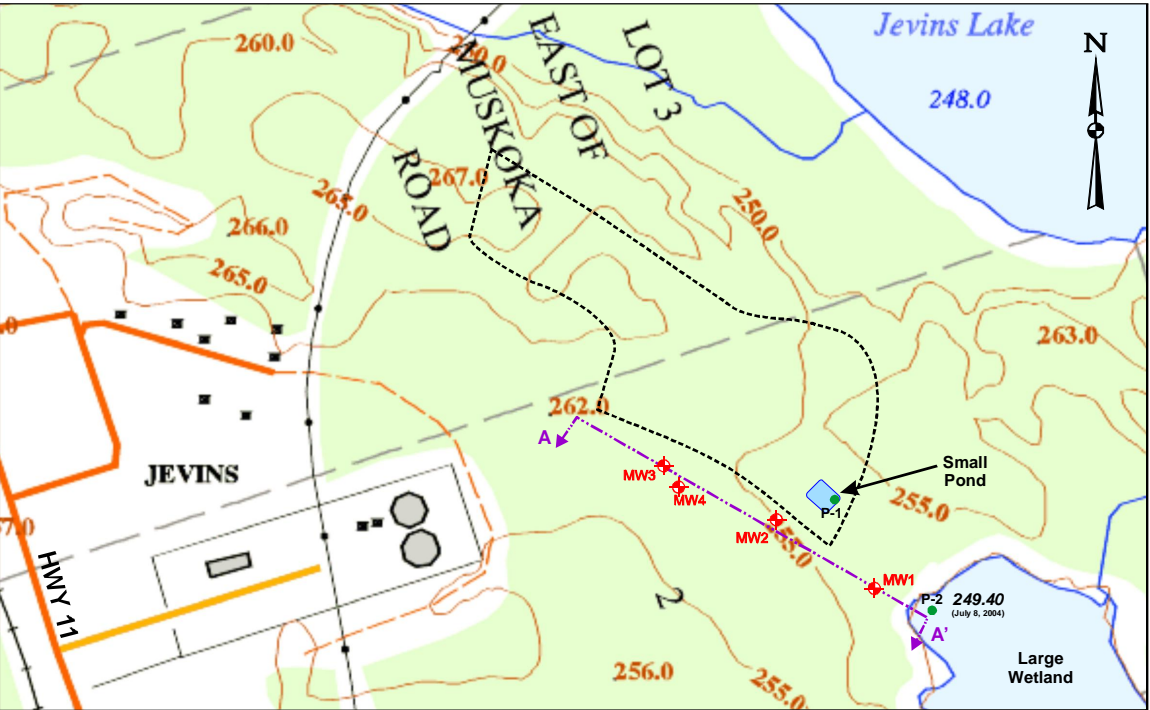 Jevins Lake
248.0
N
260.0
260.0
LOT 3
EAST OF
MUSKOKA
ROAD
267.0
265.0
266.0
265.0
250.0
263.0
262.0
A
MW3
MW4
MW2
MW1
Small
Pond
P-1
255.0
P-2
249.40
(July 8, 2004)
A'
Large
Wetland
JEVINS
HWY 11
2
256.0
255.0